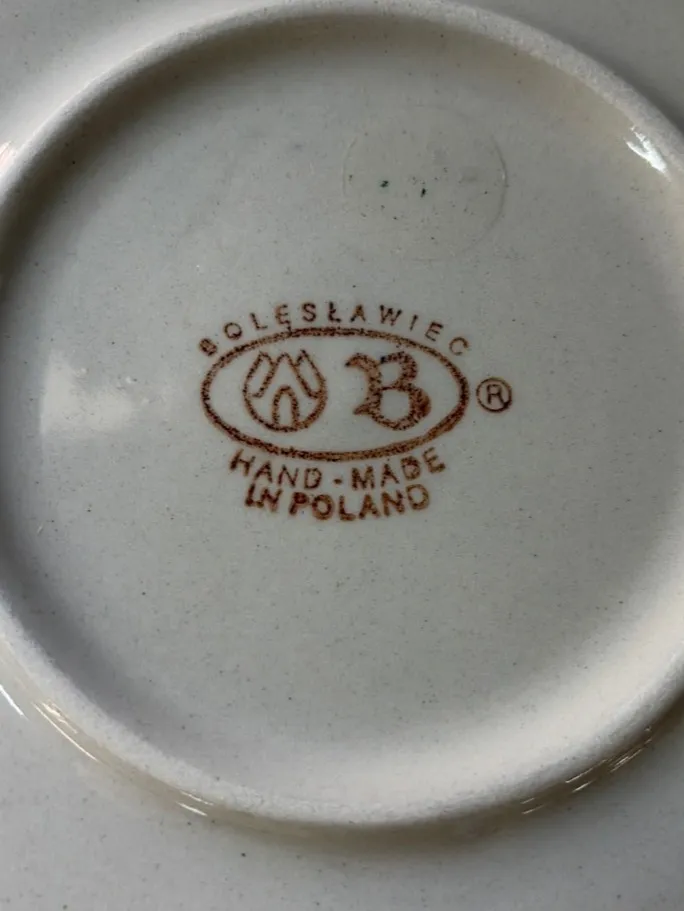 BOLESŁAWIEC
B ®
HAND-MADE
IN POLAND